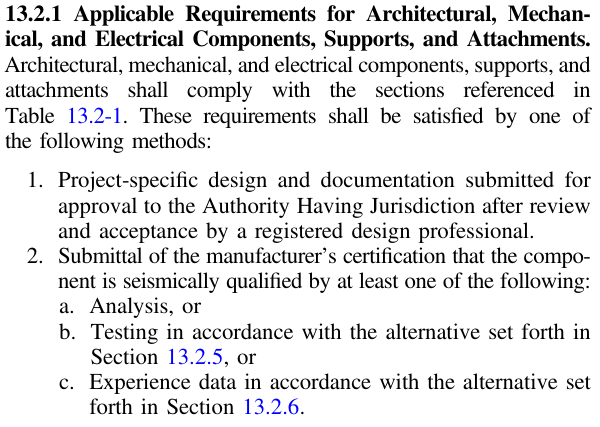 13.2.1 Applicable Requirements for Architectural, Mechan-
ical, and Electrical Components, Supports, and Attachments.
Architectural, mechanical, and electrical components, supports, and
attachments shall comply with the sections referenced in
Table 13.2-1. These requirements shall be satisfied by one of
the following methods:
1. Project-specific design and documentation submitted for
approval to the Authority Having Jurisdiction after review
and acceptance by a registered design professional.
2. Submittal of the manufacturer’s certification that the compo-
nent is seismically qualified by at least one of the following:
a. Analysis, or
b. Testing in accordance with the alternative set forth in
Section 13.2.5, or
c. Experience data in accordance with the alternative set
forth in Section 13.2.6.